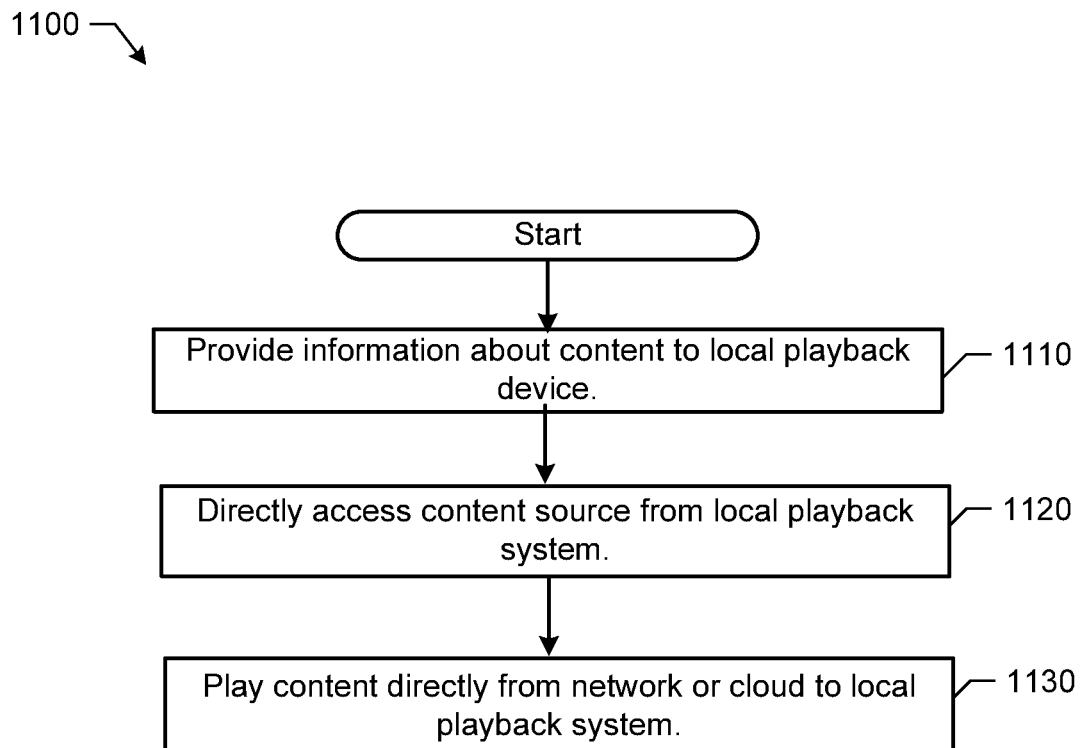 1100
Start
Provide information about content to local playback
device.
1110
Directly access content source from local playback
system.
1120
Play content directly from network or cloud to local
playback system.
1130